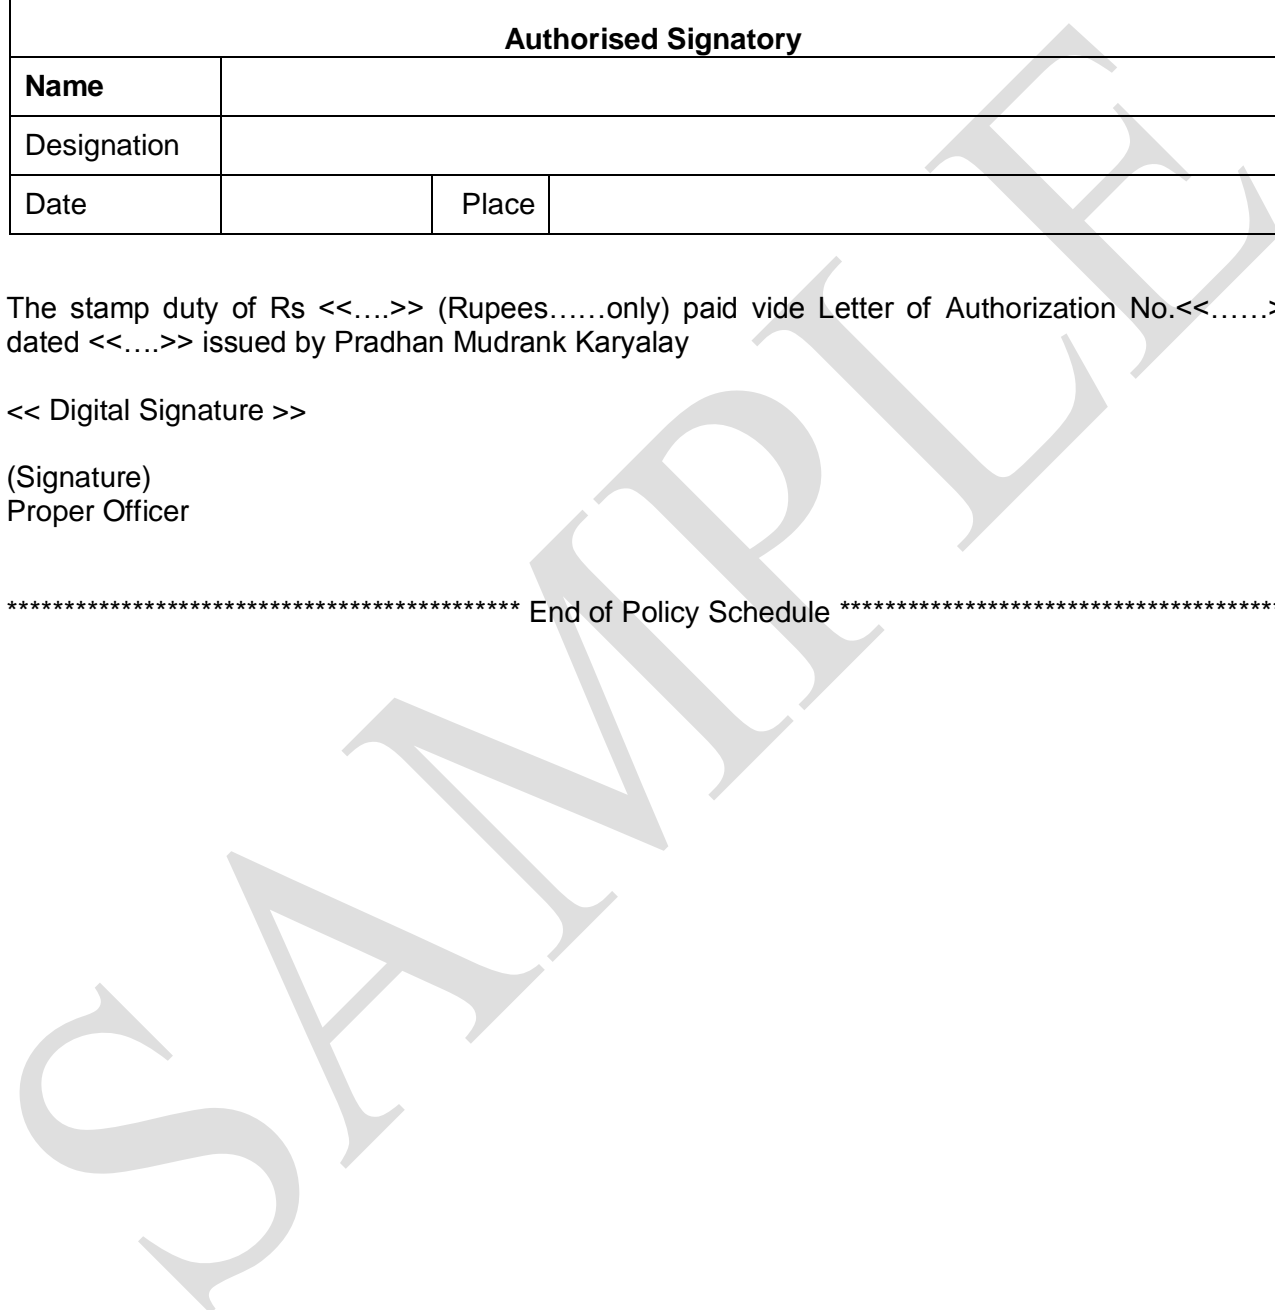 Authorised Signatory
Name
Designation
Date Place
The stamp duty of Rs <<….>> (Rupees……only) paid vide Letter of Authorization No.<<……>
dated <<….>> issued by Pradhan Mudrank Karyalay
<< Digital Signature >>
(Signature)
Proper Officer
********************************************* End of Policy Schedule ***************************************
SAMPLE